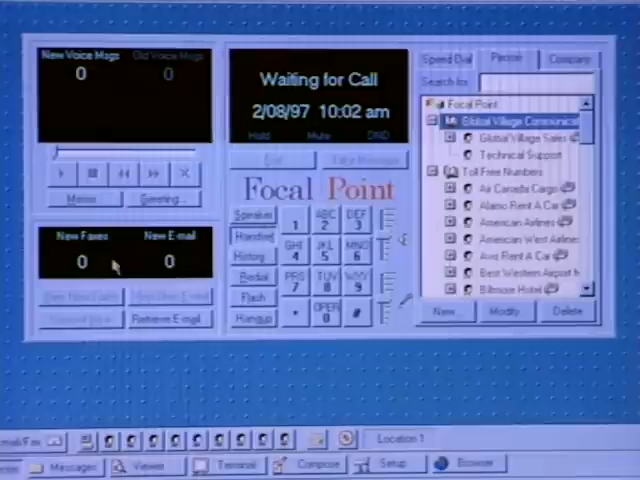 New Voice Msgs Old Voice Msgs
0 0
Waiting for Call
2/08/97 10:02 am
Hold Mute DND
Focal Point
New Faxes New E-mail
0 0
Retrieve E-mail
Greeting...
Speaker
Handset
History
Redial
Flash
Hangup
1 ABC 2 DEF 3
GHI 4 JKL 5 MNO 6
PRS 7 TUV 8 WXY 9
* OPER 0 #
Speed Dial Person Company
Search for
Focal Point
Global Village Communicat
Global Village Sales
Technical Support
Toll Free Numbers
Air Canada Cargo
Alamo Rent A Car
American Airlines
American West Airlines
Avis Rent A Car
Best Western Airport
Biltmore Hotel
New... Modify... Delete
Location 1
Messages Viewer Terminal Compose Setup Browser